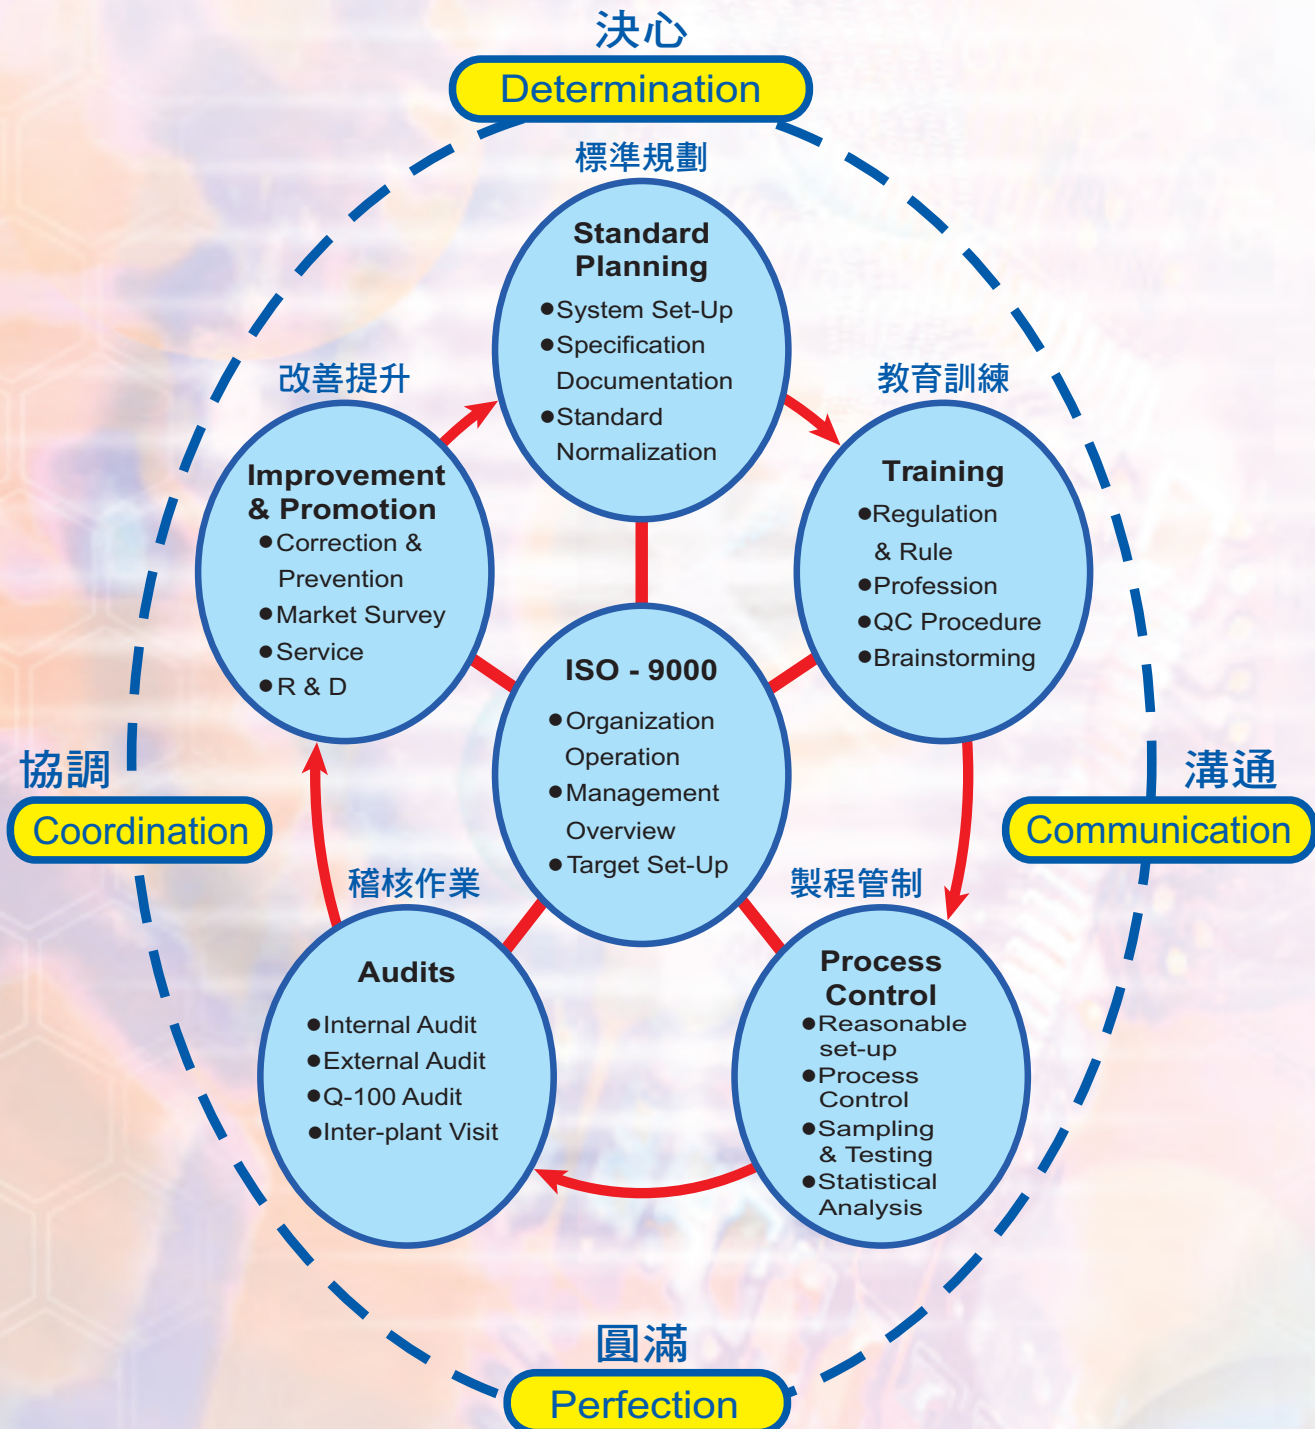 決心
Determination
標準規劃
Standard
Planning
●System Set-Up
●Specification
Documentation
●Standard
Normalization
改善提升
Improvement
& Promotion
●Correction &
Prevention
●Market Survey
●Service
●R & D
教育訓練
Training
●Regulation
& Rule
●Profession
●QC Procedure
●Brainstorming
ISO - 9000
●Organization
Operation
●Management
Overview
●Target Set-Up
協調
Coordination
溝通
Communication
稽核作業
Audits
●Internal Audit
●External Audit
●Q-100 Audit
●Inter-plant Visit
製程管制
Process
Control
●Reasonable
set-up
●Process
Control
●Sampling
& Testing
●Statistical
Analysis
圓滿
Perfection